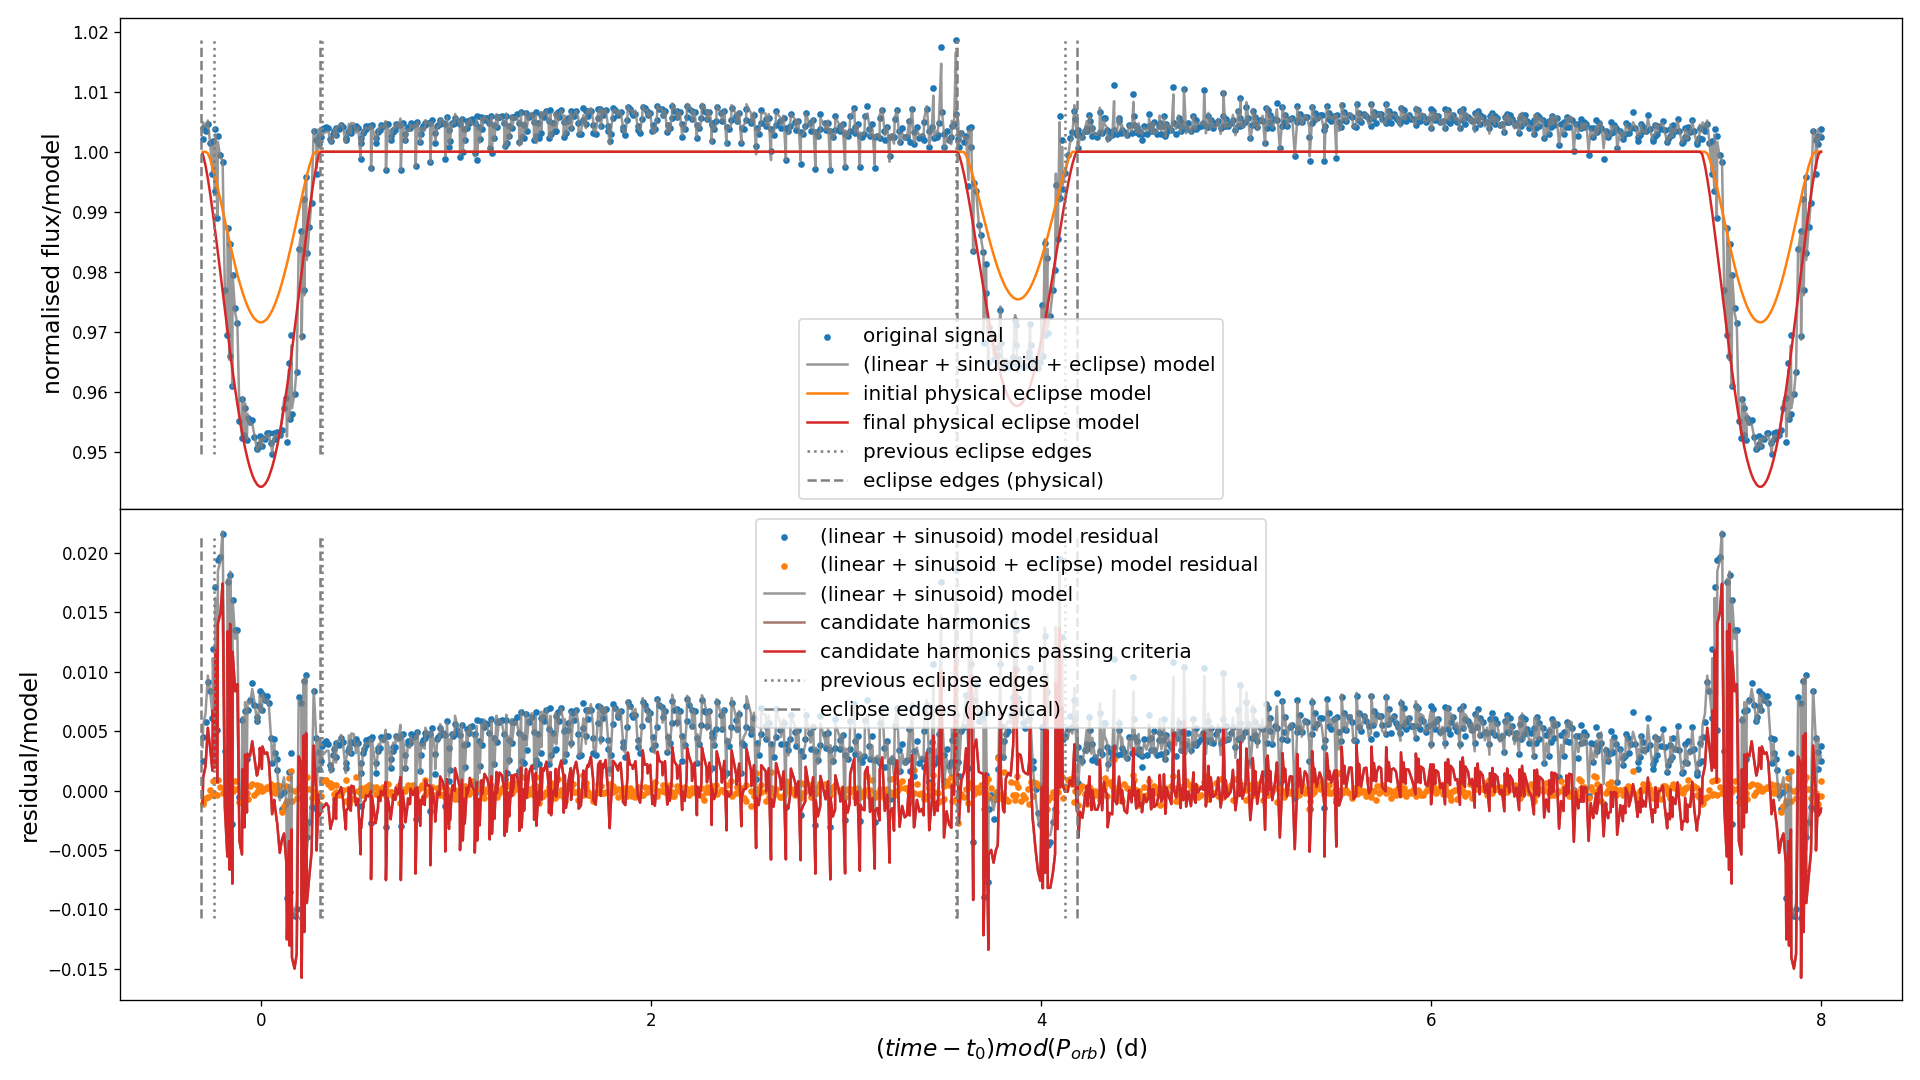 1.02
1.01
1.00
0.99
0.98
0.97
0.96
0.95
normalised flux/model
original signal
(linear + sinusoid + eclipse) model
initial physical eclipse model
final physical eclipse model
previous eclipse edges
eclipse edges (physical)
0.020
0.015
0.010
0.005
0.000
−0.005
−0.010
−0.015
residual/model
(linear + sinusoid) model residual
(linear + sinusoid + eclipse) model residual
(linear + sinusoid) model
candidate harmonics
candidate harmonics passing criteria
previous eclipse edges
eclipse edges (physical)
0 2 4 6 8
(time − t₀)mod(Pₒᵣb) (d)